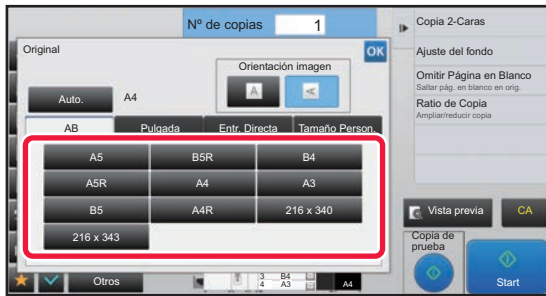 Nº de copias 1
Original
OK
Orientación imagen
A
A
Auto. A4
AB Pulgada Entr. Directa Tamaño Person.
A5 B5R B4
A5R A4 A3
B5 A4R 216 x 340
216 x 343
Otros
3 B4
4 A3
A4
Copia 2-Caras
Ajuste del fondo
Omitir Página en Blanco
Saltar pág. en blanco en orig.
Ratio de Copia
Ampliar/reducir copia
Vista previa CA
Copia de
prueba
Start